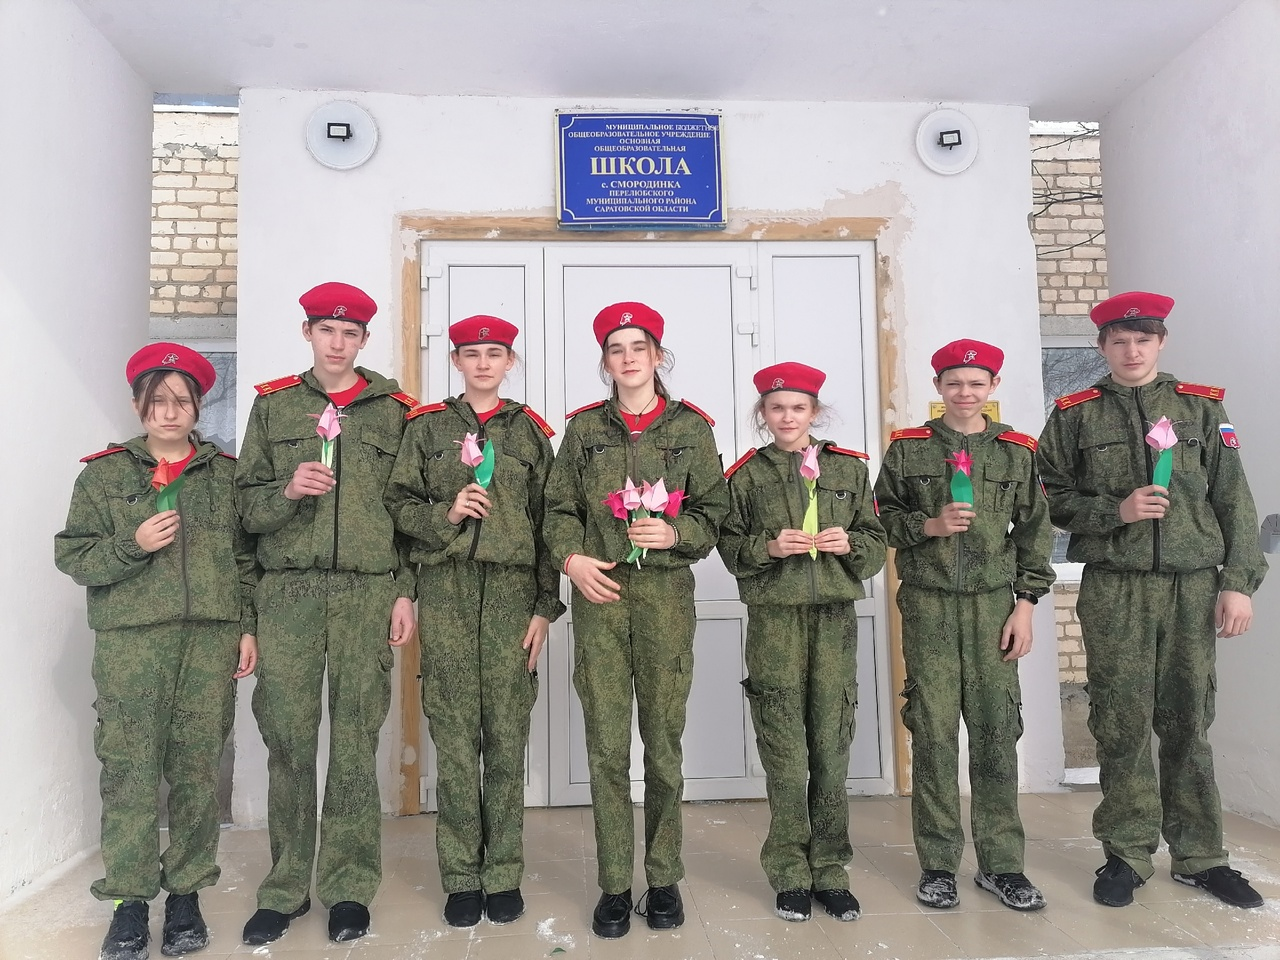 МУНИЦИПАЛЬНОЕ БЮДЖЕТНОЕ
ОБЩЕОБРАЗОВАТЕЛЬНОЕ УЧРЕЖДЕНИЕ
ОСНОВНАЯ
ОБЩЕОБРАЗОВАТЕЛЬНАЯ
ШКОЛА
с. СМОРОДИНКА
ПЕРЕЛЮБСКОГО
МУНИЦИПАЛЬНОГО РАЙОНА
САРАТОВСКОЙ ОБЛАСТИ